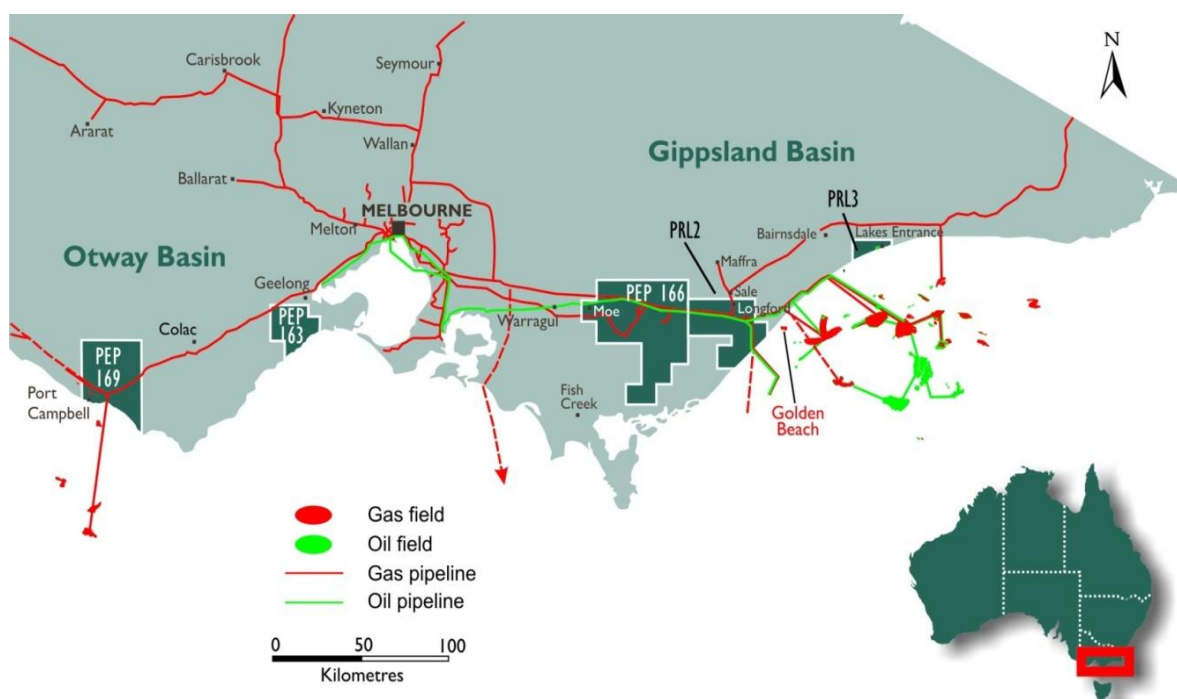 Carisbrook
Seymour
N
Kyneton
Ararat
Wallan
Gippsland Basin
Ballarat
PRL3
MELBOURNE
Melton
PRL2
Bairnsdale
Lakes Entrance
Otway Basin
Maffra
Geelong
Sale
PEP 166
Longford
Moe
Warragul
Colac
PEP
163
PEP
169
Port
Campbell
Fish
Creek
Golden
Beach
Gas field
Oil field
Gas pipeline
Oil pipeline
0
50
100
Kilometres